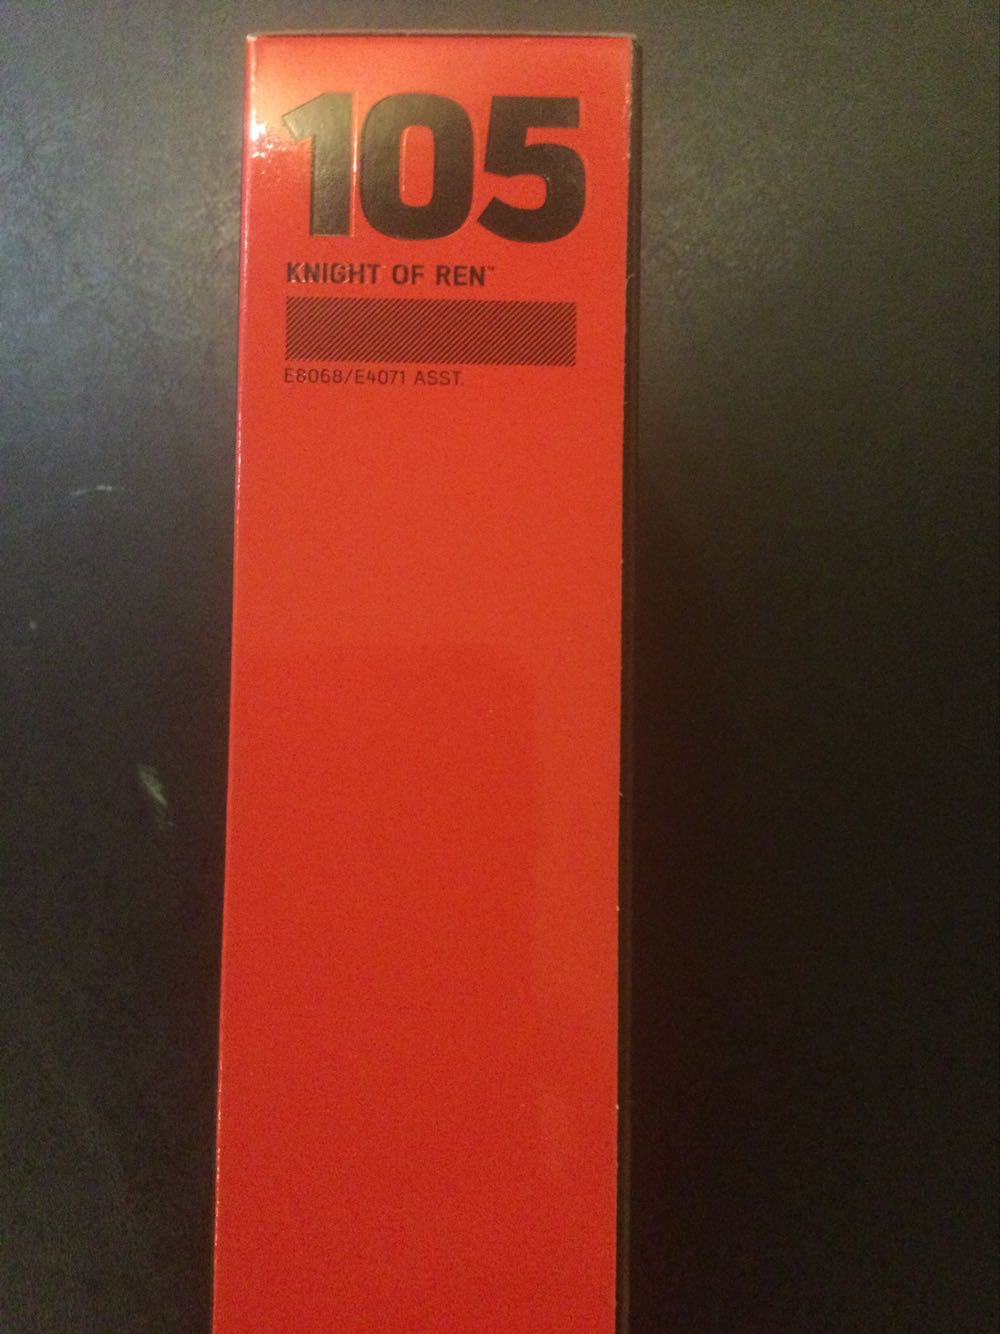 105
KNIGHT OF REN™
E8068/E4071 ASST.